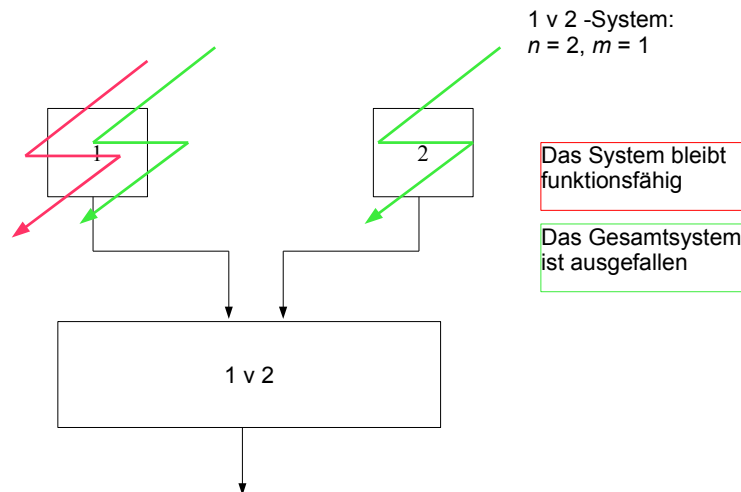 1 v 2 -System:
n = 2, m = 1
1
2
Das System bleibt
funktionsfähig
Das Gesamtsystem
ist ausgefallen
1 v 2